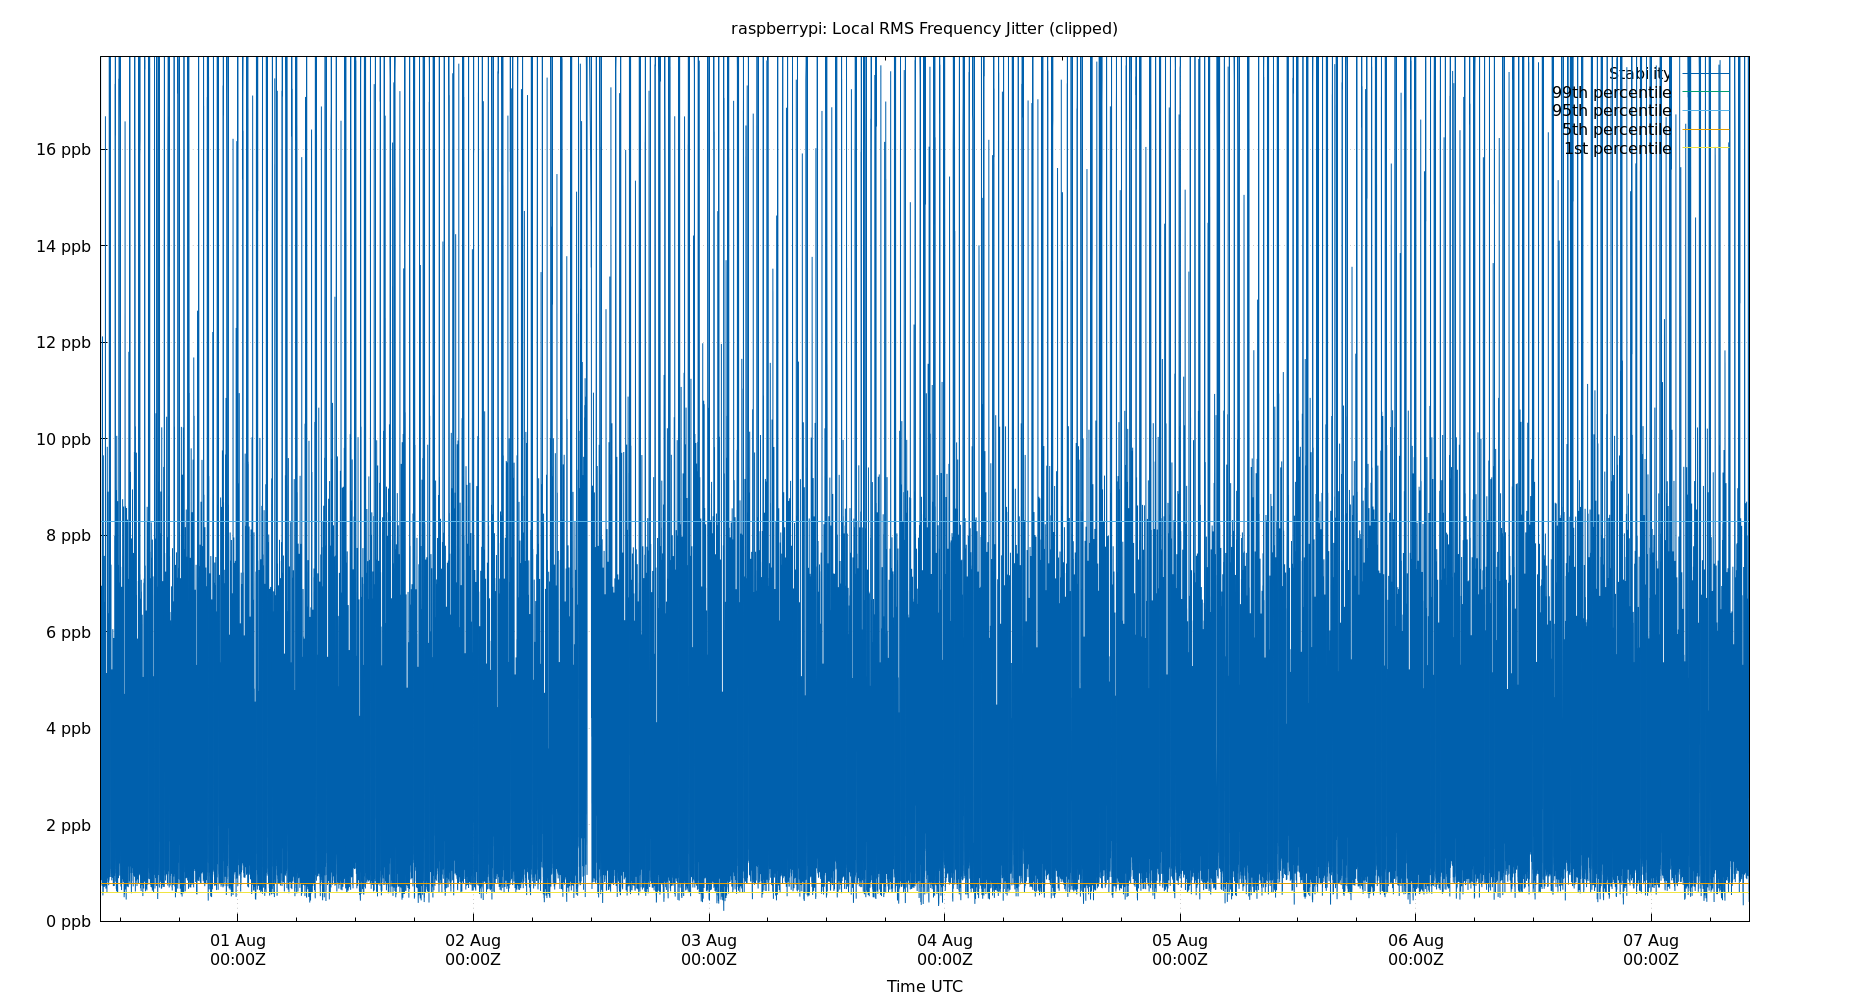 raspberrypi: Local RMS Frequency Jitter (clipped)
Stability
99th percentile
95th percentile
5th percentile
1st percentile
16 ppb
14 ppb
12 ppb
10 ppb
8 ppb
6 ppb
4 ppb
2 ppb
0 ppb
01 Aug 02 Aug 03 Aug 04 Aug 05 Aug 06 Aug 07 Aug
00:00Z 00:00Z 00:00Z 00:00Z 00:00Z 00:00Z 00:00Z
Time UTC